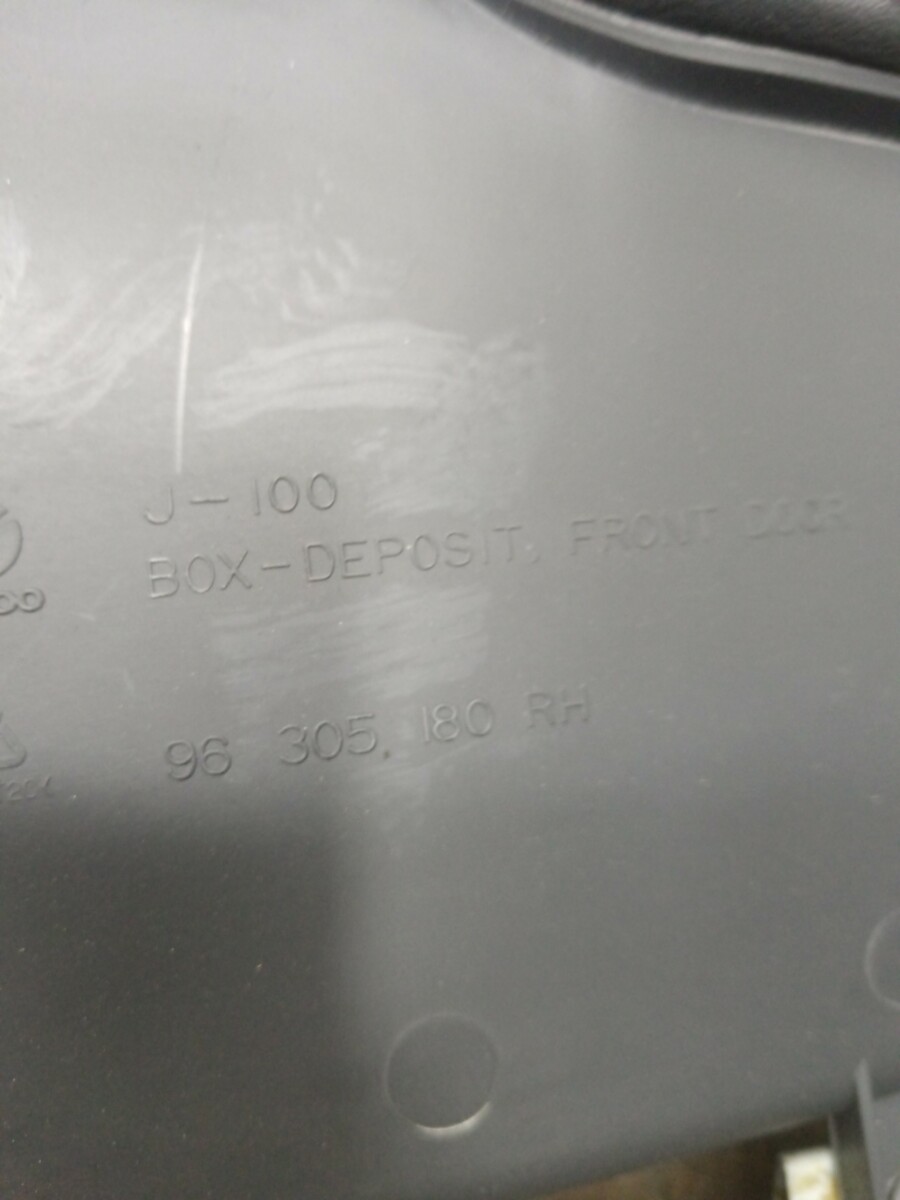 J-100
BOX-DEPOSIT, FRONT DOOR
96 305, 180 RH